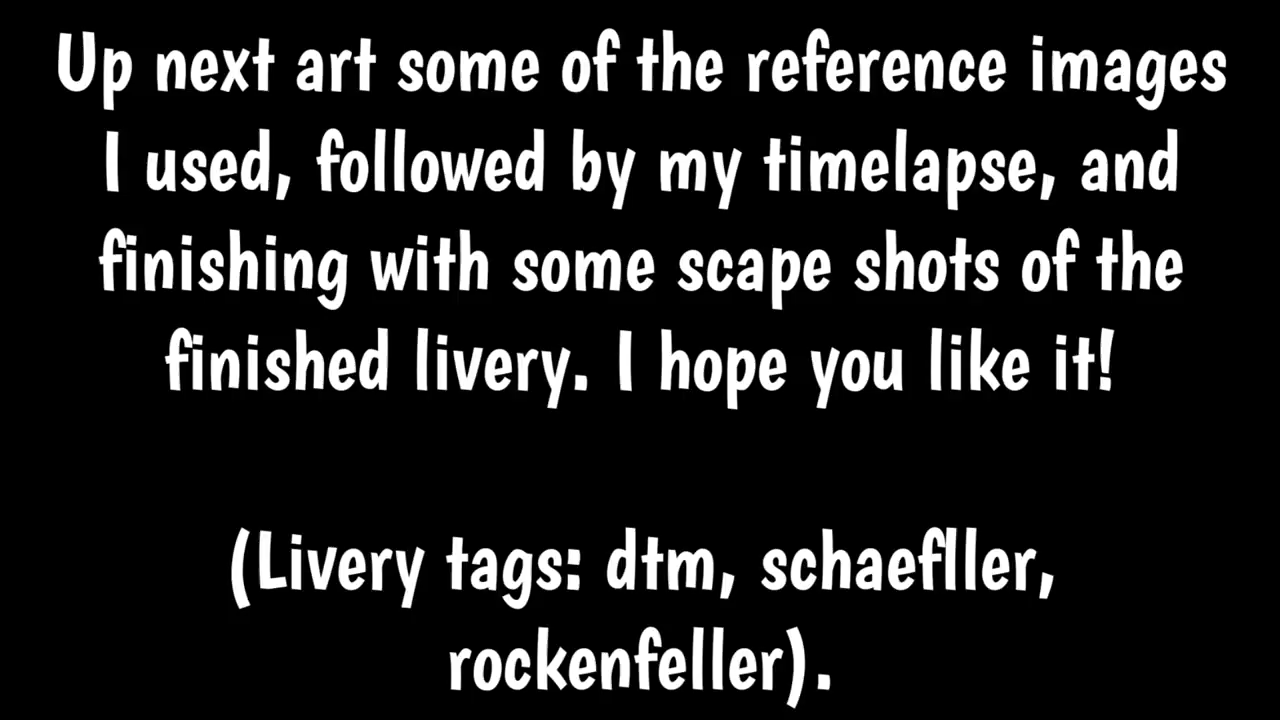 Up next art some of the reference images
I used, followed by my timelapse, and
finishing with some scape shots of the
finished livery. I hope you like it!
(Livery tags: dtm, schaefller,
rockenfeller).